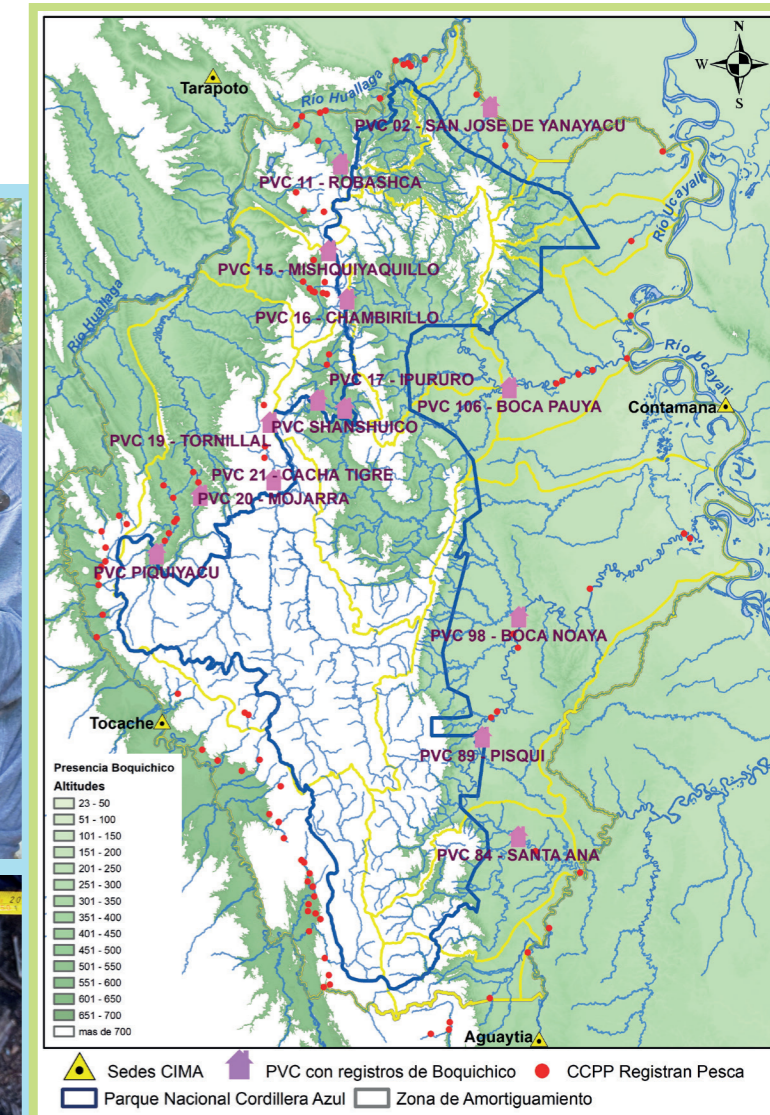 N
W
S
Tarapoto
Río Huallaga
PVC 02 - SAN JOSE DE YANAYACU
PVC 11 - ROBASHCA
Río Ucayali
PVC 15 - MISHQUIYAQUILLO
Río Huallaga
PVC 16 - CHAMBIRILLO
Río Ucayali
PVC 17 - IPURURO
PVC 106 - BOCA PAUYA
Contamana
PVC 19 - TORNILLAL
PVC SHANSHUICO
PVC 21 - CACHA TIGRE
PVC 20 - MOJARRA
PVC PIQUIYACU
PVC 98 - BOCA NOAYA
Tocache
PVC 89 - PISQUI
PVC 84 - SANTA ANA
Presencia Boquichico
Altitudes
23 - 50
51 - 100
101 - 150
151 - 200
201 - 250
251 - 300
301 - 350
351 - 400
401 - 450
451 - 500
501 - 550
551 - 600
601 - 650
651 - 700
mas de 700
Aguaytia
Sedes CIMA
PVC con registros de Boquichico
CCPP Registran Pesca
Parque Nacional Cordillera Azul
Zona de Amortiguamiento